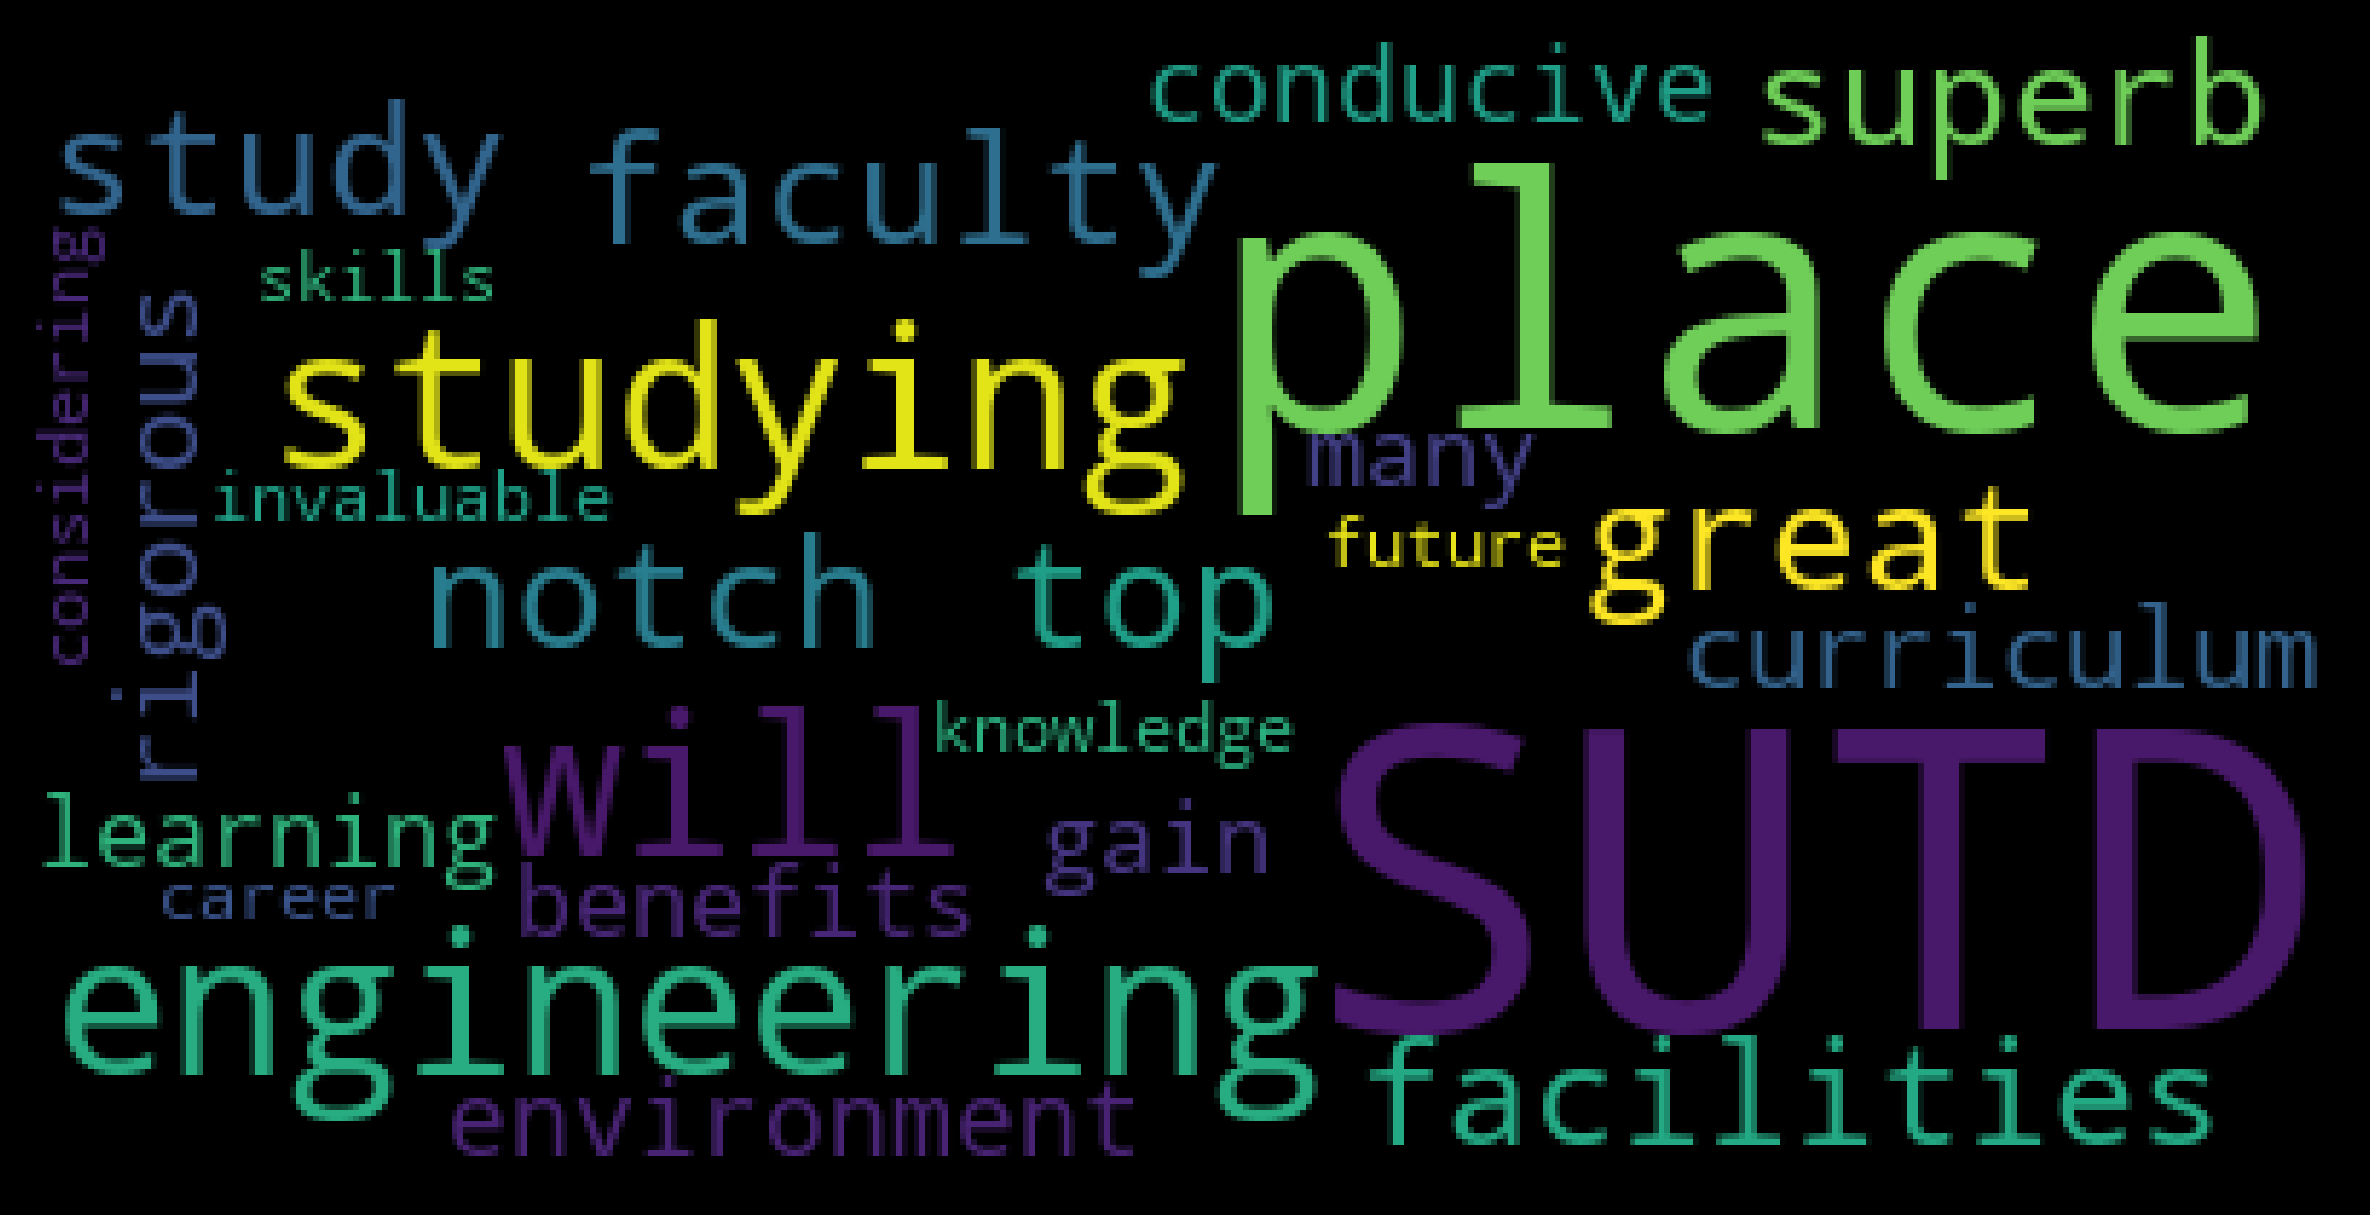 conducive
superb
study
faculty
place
considering
skills
rigorous
studying
many
invaluable
future
great
notch
top
curriculum
will
knowledge
SUTD
learning
gain
career
benefits
engineering
facilities
environment